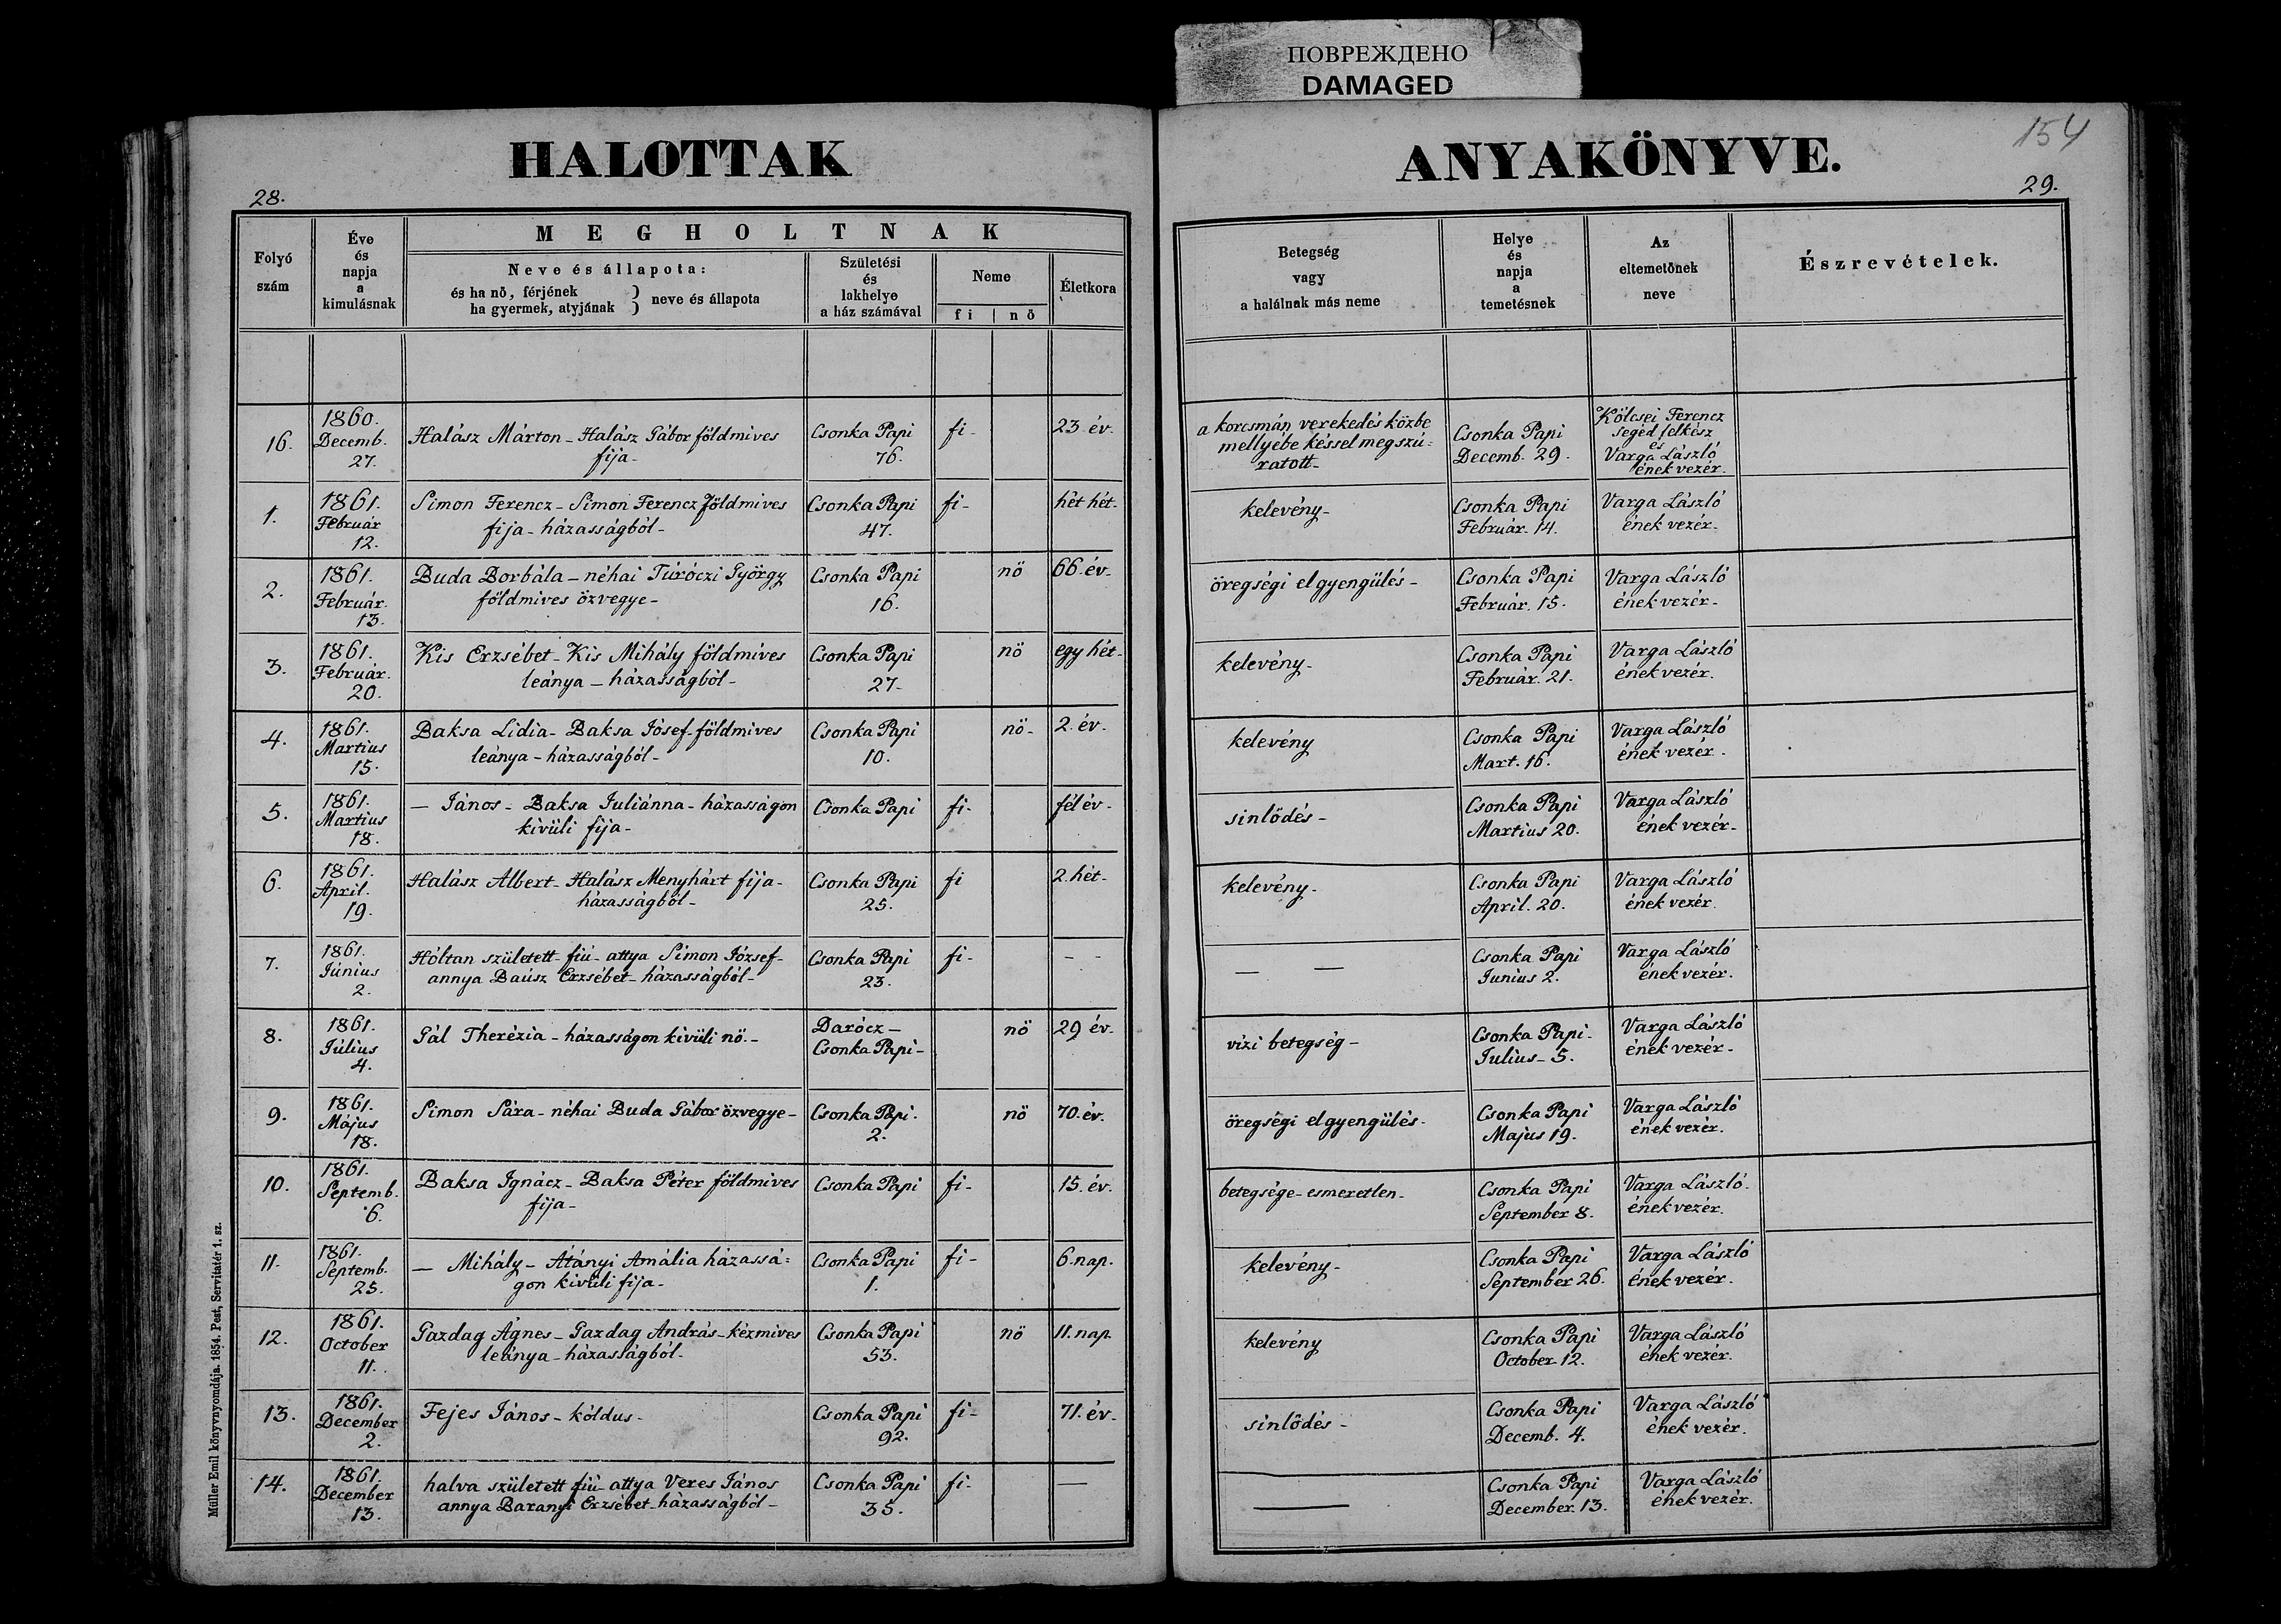 ПОВРЕЖДЕНО
DAMAGED
HALOTTAK
28.
Folyó
szám
Éve
és
napja
a
kimulásnak
MEGHOLTNAK
Neve és állapota:
és ha nő, férjének
ha gyermek, atyjának } neve és állapota
Születési
és
lakhelye
a ház számával
Neme
fi | nő
Életkora
16.
1860.
Decemb.
27.
Halász Márton - Halász Gábor földmives
fija -
Csonka Papi
76.
fi -
23 év.
1.
1861.
Február
12.
Simon Ferencz - Simon Ferencz földmives
fija - házasságból -
Csonka Papi
47.
fi -
hét hét -
2.
1861.
Február.
13.
Buda Borbála - néhai Túróczi György
földmives özvegye -
Csonka Papi
16.
nő
66. év.
3.
1861.
Február.
20.
Kis Erzsébet - Kis Mihály földmives
leánya - házasságból -
Csonka Papi
27 -
nő
egy hét -
4.
1861.
Martius
15.
Baksa Lidia - Baksa Jósef - földmives
leánya - házasságból -
Csonka Papi
10.
nő -
2. év -
5.
1861.
Martius
18.
— János - Baksa Juliánna - házasságon
kivüli fija -
Csonka Papi
fi -
fél év -
6.
1861.
April.
19.
Halász Albert - Halász Menyhárt fija -
házasságból -
Csonka Papi
25.
fi
2. hét -
7.
1861.
Június
2.
Hóltan született fiú - attya Simon József -
annya Baúsz Erzsébet - házasságból -
Csonka Papi
23.
fi -
- -
8.
1861.
Július
4.
Gál Therézia - házasságon kivüli nő. -
Darócz -
Csonka Papi -
nő
29 év.
9.
1861.
Május
18.
Simon Sára - néhai Buda Gábor özvegye -
Csonka Papi.
2.
nő
70. év.
10.
1861.
Septemb.
6.
Baksa Ignácz - Baksa Péter földmives
fija -
Csonka Papi
fi -
15. év.
11.
1861.
Septemb.
25.
— Mihály - Átányi Amália házassá=
gon kivüli fija -
Csonka Papi
1.
fi -
6. nap.
12.
1861.
October
11.
Gazdag Ágnes - Gazdag András - kézmives
leánya - házasságból -
Csonka Papi
53.
nő
11. nap.
13.
1861.
December
2.
Fejes János - kóldus -
Csonka Papi
92.
fi -
71. év -
14.
1861.
December
13.
halva született fiú - attya Veres János
annya Baranyi Erzsébet - házasságból -
Csonka Papi
35.
fi -
—
Müller Emil könyvnyomdája. 1854. Pest, Servitatér 1. sz.
ANYAKÖNYVE.
154
29.
Betegség
vagy
a halálnak más neme
Helye
és
napja
a
temetésnek
Az
eltemetőnek
neve
Észrevételek.
a korcsmán verekedés közbe
mellyébe késsel megszú=
ratott -
Csonka Papi
Decemb. 29.
Kölcsei Ferencz
segéd lelkész
és
Varga László
ének vezér.
kelevény -
Csonka Papi
Február. 14.
Varga László
ének vezér -
öregségi elgyengülés -
Csonka Papi
Február. 15.
Varga László
ének vezér -
kelevény -
Csonka Papi
Február. 21.
Varga László
ének vezér.
kelevény
Csonka Papi
Mart. 16.
Varga László
ének vezér.
sinlődés -
Csonka Papi
Martius 20.
Varga László
ének vezér -
kelevény -
Csonka Papi
April. 20.
Varga László
ének vezér.
— —
Csonka Papi
Junius 2.
Varga László
ének vezér.
vizi betegség -
Csonka Papi -
Julius - 5.
Varga László
ének vezér -
öregségi elgyengülés -
Csonka Papi
Majus 19.
Varga László
ének vezér.
betegsége - esmeretlen -
Csonka Papi
September 8.
Varga László.
ének vezér.
kelevény -
Csonka Papi
September 26.
Varga László
ének vezér.
kelevény
Csonka Papi
October 12.
Varga László
ének vezér.
sinlődés -
Csonka Papi
Decemb. 4.
Varga László
ének vezér.
—
Csonka Papi
December. 13.
Varga László
ének vezér.